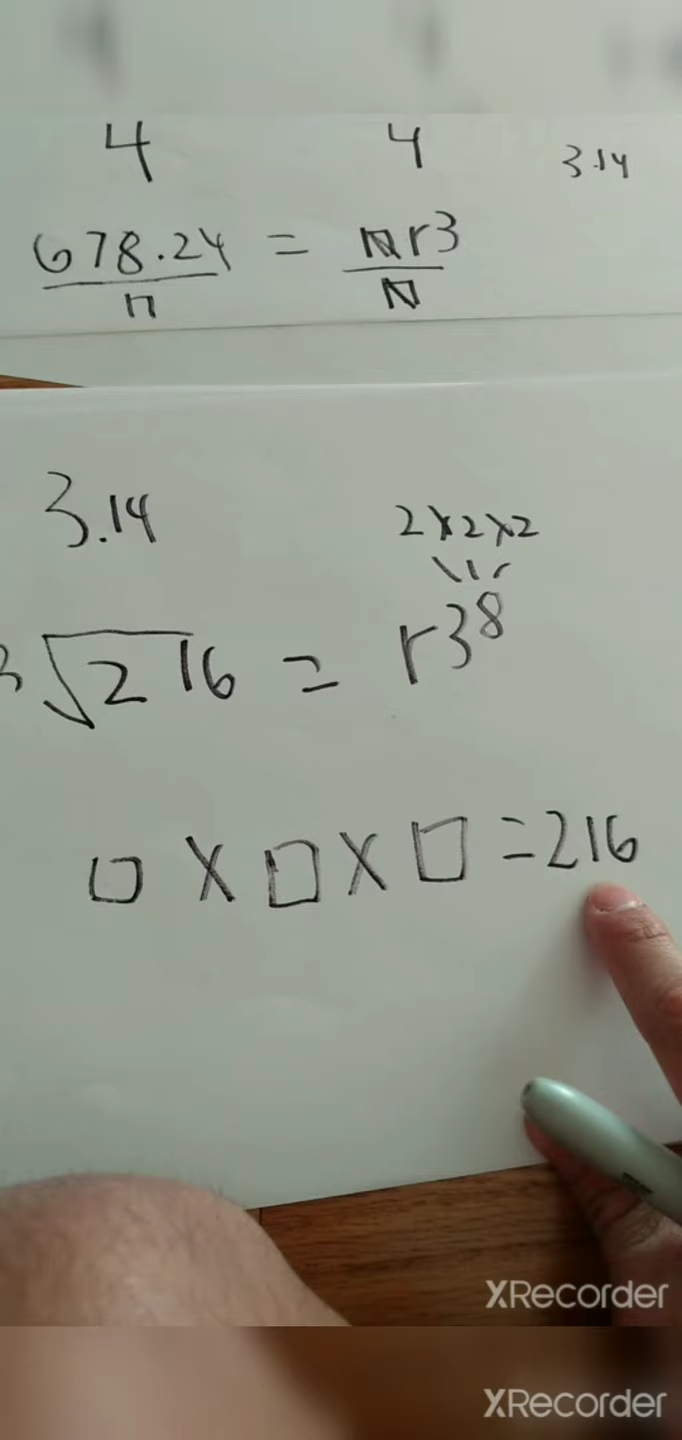 4 4 3.14
678.24 = πr3
π π
3.14
2x2x2
3√216 = r3 8
□ X □ X □ = 216
XRecorder
XRecorder